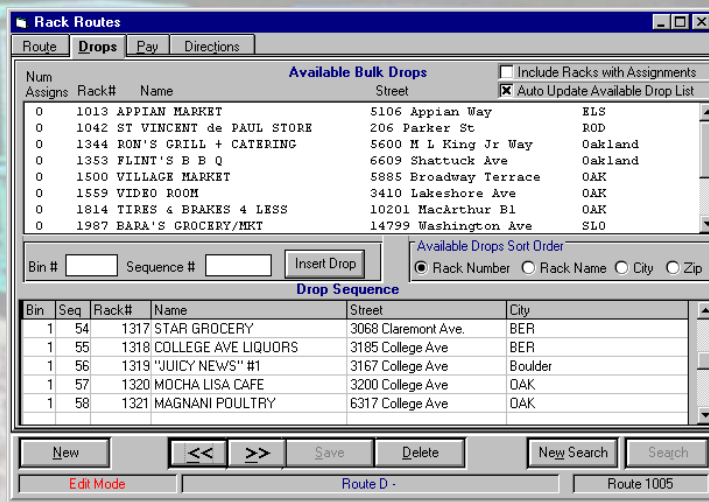 Rack Routes
Route Drops Pay Directions
Num Assigns Rack# Name Available Bulk Drops Street Include Racks with Assignments
Auto Update Available Drop List
0 1013 APPIAN MARKET 5106 Appian Way ELS
0 1042 ST VINCENT de PAUL STORE 206 Parker St ROD
0 1344 RON'S GRILL + CATERING 5600 M L King Jr Way Oakland
0 1353 FLINT'S B B Q 6609 Shattuck Ave Oakland
0 1500 VILLAGE MARKET 5885 Broadway Terrace OAK
0 1559 VIDEO ROOM 3410 Lakeshore Ave OAK
0 1814 TIRES & BRAKES 4 LESS 10201 MacArthur Bl OAK
0 1987 BARA'S GROCERY/MKT 14799 Washington Ave SLO
Bin # Sequence # Insert Drop
Available Drops Sort Order
Rack Number Rack Name City Zip
Drop Sequence
Bin Seq Rack# Name Street City
1 54 1317 STAR GROCERY 3068 Claremont Ave. BER
1 55 1318 COLLEGE AVE LIQUORS 3185 College Ave BER
1 56 1319 "JUICY NEWS" #1 3167 College Ave Boulder
1 57 1320 MOCHA LISA CAFE 3200 College Ave OAK
1 58 1321 MAGNANI POULTRY 6317 College Ave OAK
New << >> Save Delete New Search Search
Edit Mode Route D - Route 1005